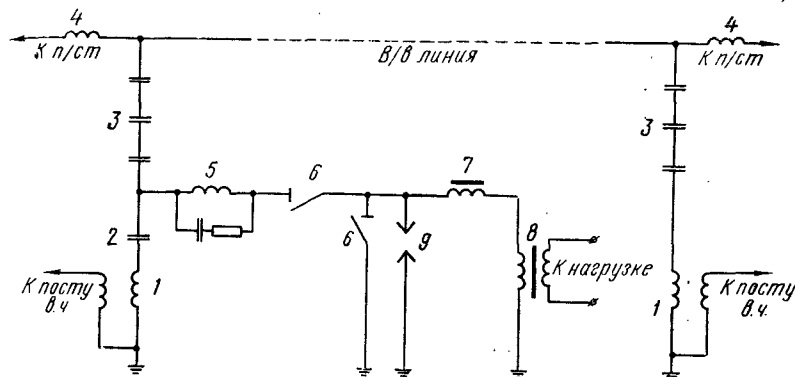 4
К п/ст
В/в линия
4
К п/ст
3
3
5
6
7
2
6
9
8
К нагрузке
К посту
в.ч
1
1
К посту
в.ч.